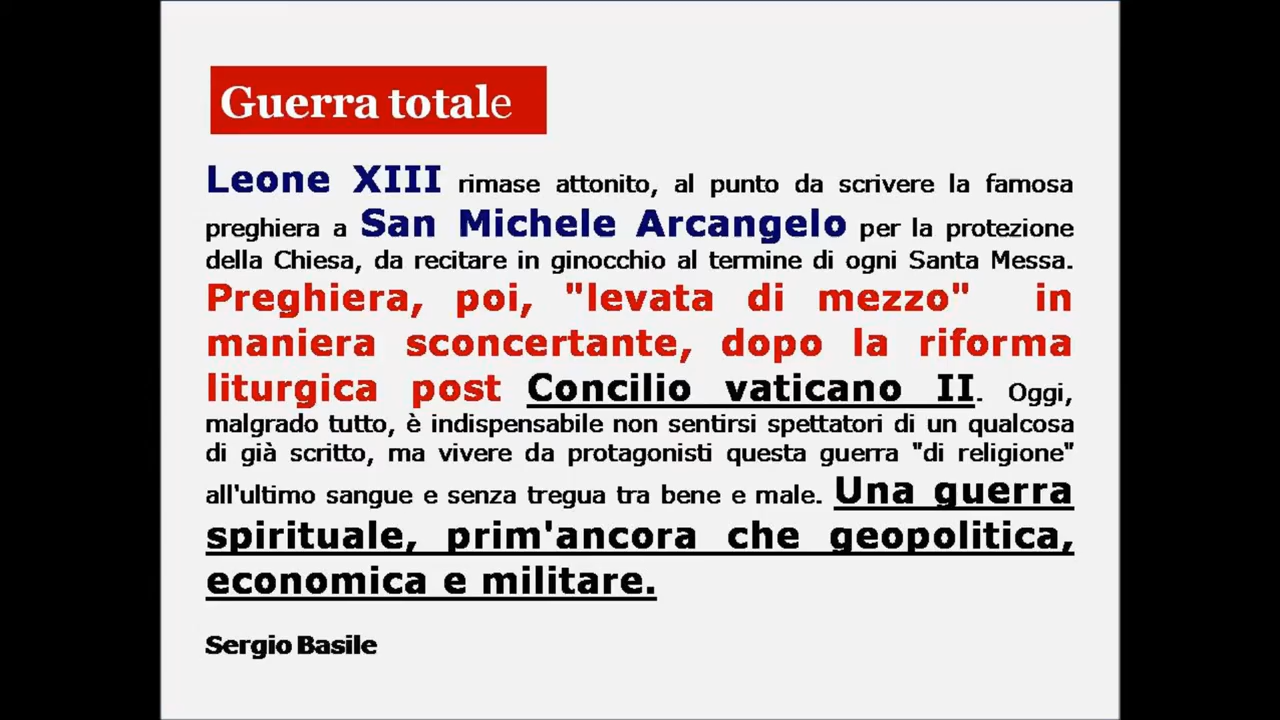 Guerra totale
Leone XIII rimase attonito, al punto da scrivere la famosa
preghiera a San Michele Arcangelo per la protezione
della Chiesa, da recitare in ginocchio al termine di ogni Santa Messa.
Preghiera, poi, "levata di mezzo" in
maniera sconcertante, dopo la riforma
liturgica post Concilio vaticano II. Oggi,
malgrado tutto, è indispensabile non sentirsi spettatori di un qualcosa
di già scritto, ma vivere da protagonisti questa guerra "di religione"
all'ultimo sangue e senza tregua tra bene e male. Una guerra
spirituale, prim'ancora che geopolitica,
economica e militare.
Sergio Basile